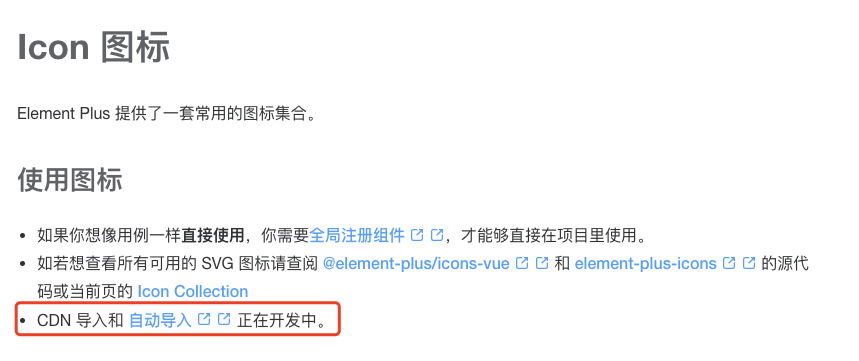 Icon 图标
Element Plus 提供了一套常用的图标集合。
使用图标
• 如果你想像用例一样直接使用，你需要全局注册组件，才能够直接在项目里使用。
• 如若想查看所有可用的 SVG 图标请查阅 @element-plus/icons-vue 和 element-plus-icons 的源代
码或当前页的 Icon Collection
• CDN 导入和 自动导入 正在开发中。